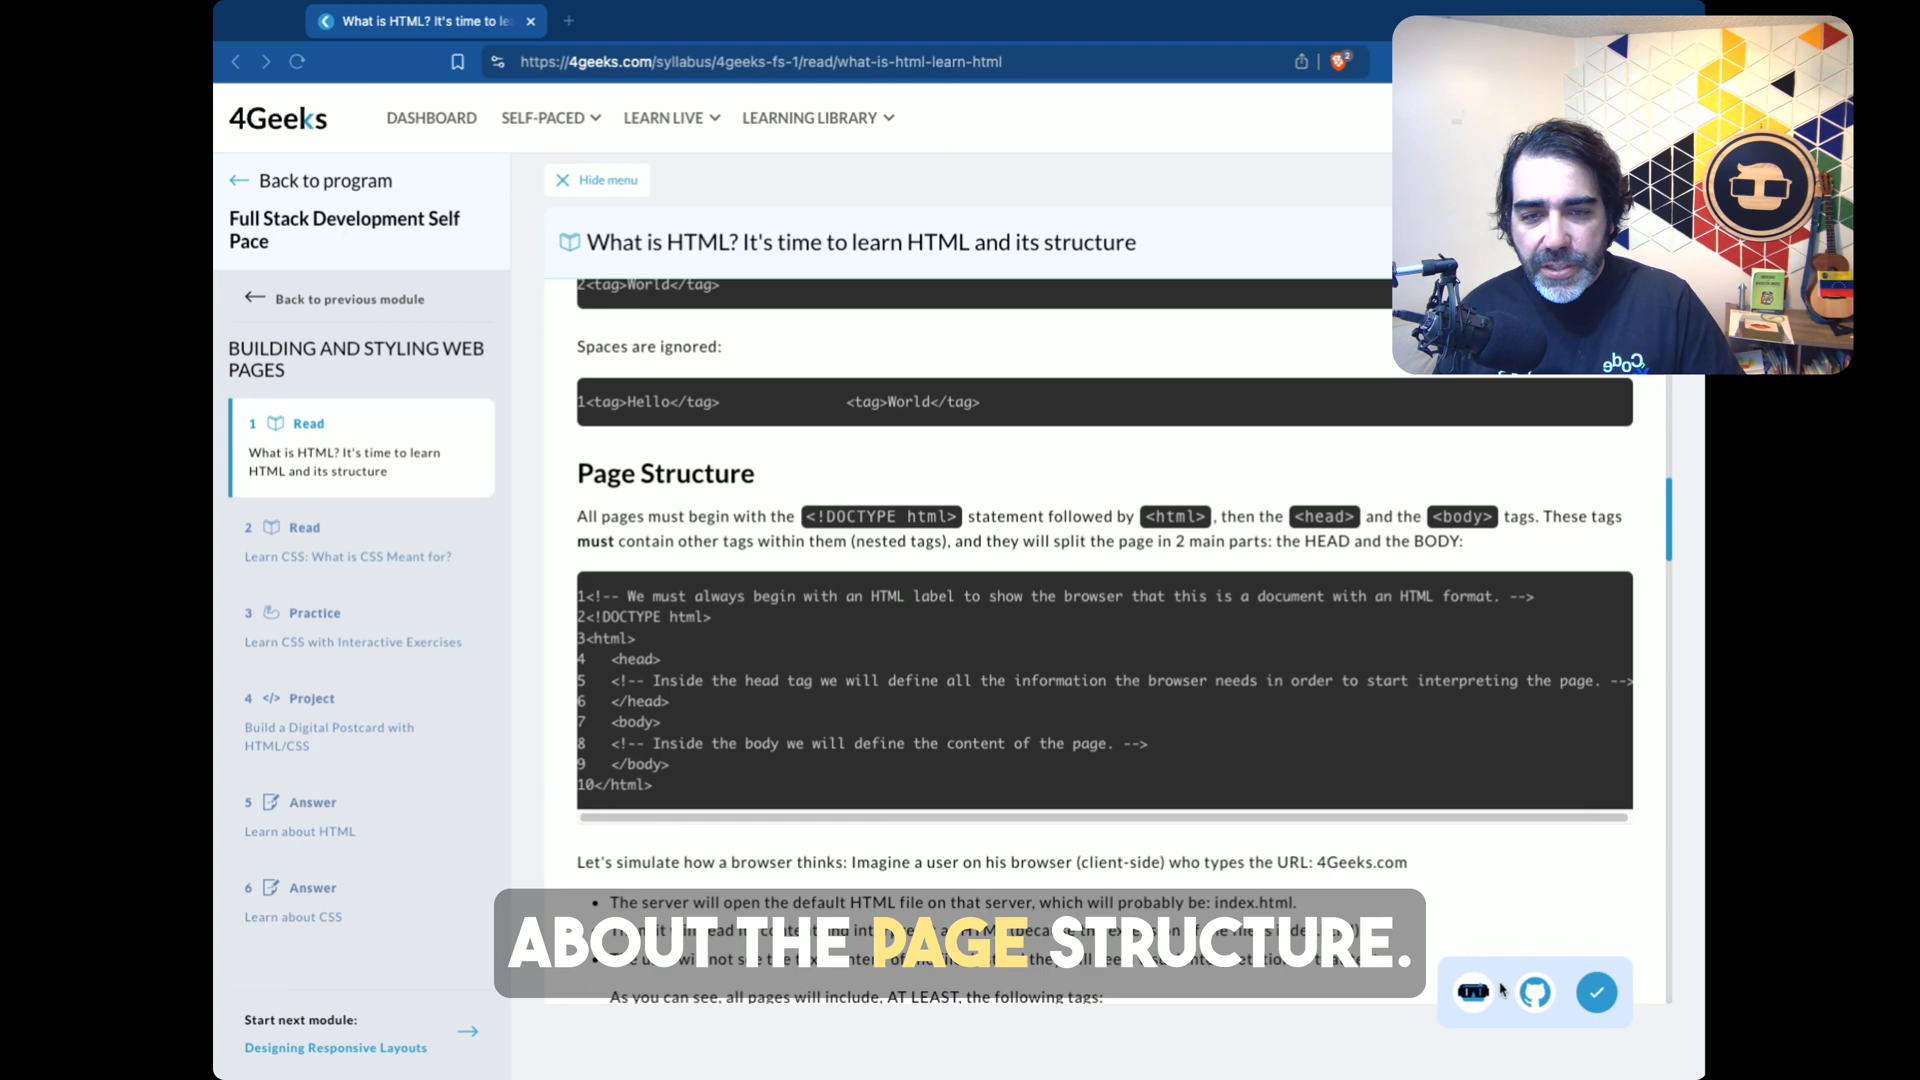 What is HTML? It's time to le
https://4geeks.com/syllabus/4geeks-fs-1/read/what-is-html-learn-html
2
4Geeks
DASHBOARD
SELF-PACED
LEARN LIVE
LEARNING LIBRARY
Back to program
Full Stack Development Self
Pace
Back to previous module
BUILDING AND STYLING WEB
PAGES
1 Read
What is HTML? It's time to learn
HTML and its structure
2 Read
Learn CSS: What is CSS Meant for?
3 Practice
Learn CSS with Interactive Exercises
4 </> Project
Build a Digital Postcard with
HTML/CSS
5 Answer
Learn about HTML
6 Answer
Learn about CSS
Start next module:
Designing Responsive Layouts
Hide menu
What is HTML? It's time to learn HTML and its structure
2<tag>World</tag>
Spaces are ignored:
1<tag>Hello</tag> <tag>World</tag>
Page Structure
All pages must begin with the <!DOCTYPE html> statement followed by <html>, then the <head> and the <body> tags. These tags
must contain other tags within them (nested tags), and they will split the page in 2 main parts: the HEAD and the BODY:
1<!-- We must always begin with an HTML label to show the browser that this is a document with an HTML format. -->
2<!DOCTYPE html>
3<html>
4 <head>
5 <!-- Inside the head tag we will define all the information the browser needs in order to start interpreting the page. -->
6 </head>
7 <body>
8 <!-- Inside the body we will define the content of the page. -->
9 </body>
10</html>
Let's simulate how a browser thinks: Imagine a user on his browser (client-side) who types the URL: 4Geeks.com
The server will open the default HTML file on that server, which will probably be: index.html.
ABOUT THE PAGE STRUCTURE.
As you can see, all pages will include, AT LEAST, the following tags:
Code